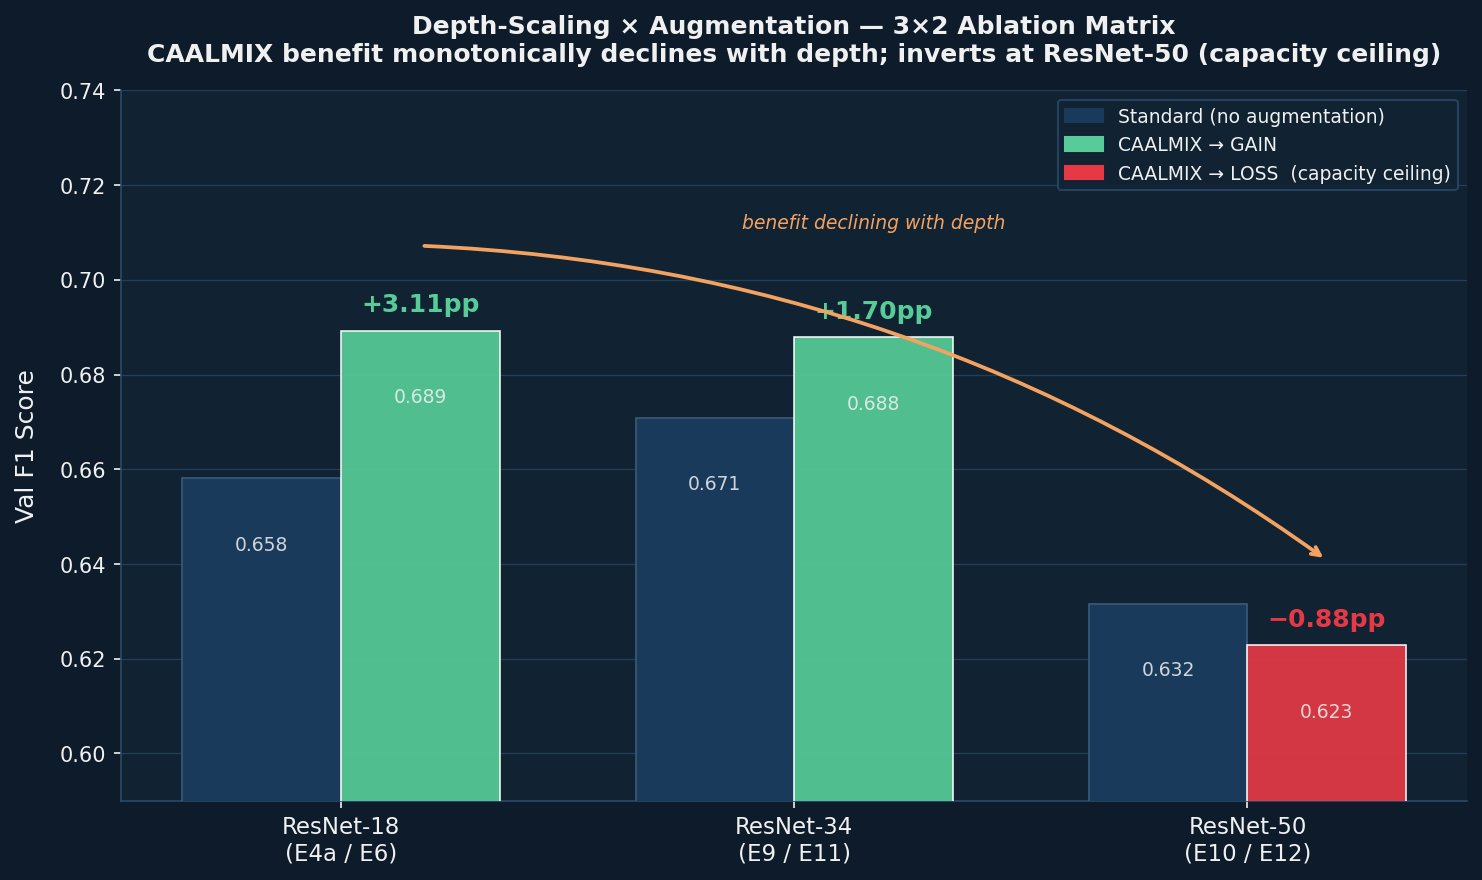 Depth-Scaling × Augmentation — 3×2 Ablation Matrix
CAALMIX benefit monotonically declines with depth; inverts at ResNet-50 (capacity ceiling)
Val F1 Score
0.74
0.72
0.70
0.68
0.66
0.64
0.62
0.60
Standard (no augmentation)
CAALMIX → GAIN
CAALMIX → LOSS  (capacity ceiling)
benefit declining with depth
+3.11pp
+1.70pp
−0.88pp
0.658
0.689
0.671
0.688
0.632
0.623
ResNet-18
(E4a / E6)
ResNet-34
(E9 / E11)
ResNet-50
(E10 / E12)